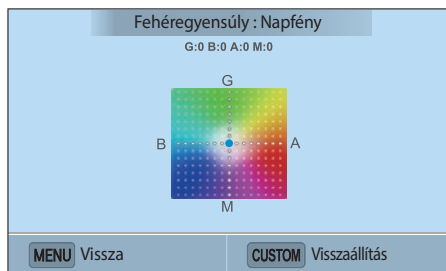 Fehéregyensúly : Napfény
G:0 B:0 A:0 M:0
G
B A
M
MENU Vissza CUSTOM Visszaállítás